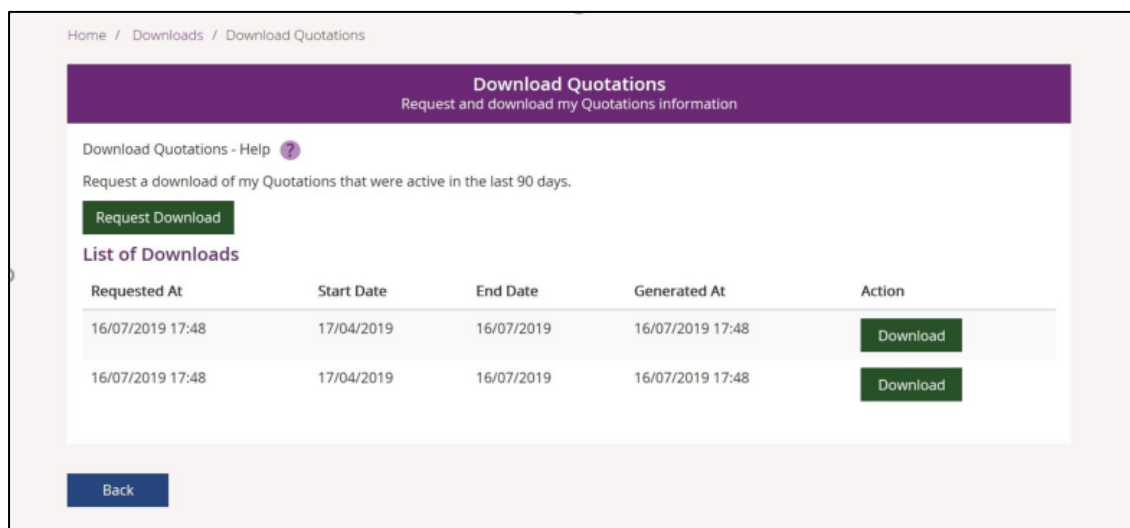 Home / Downloads / Download Quotations
Download Quotations
Request and download my Quotations information
Download Quotations - Help ?
Request a download of my Quotations that were active in the last 90 days.
Request Download
List of Downloads
Requested At Start Date End Date Generated At Action
16/07/2019 17:48 17/04/2019 16/07/2019 16/07/2019 17:48 Download
16/07/2019 17:48 17/04/2019 16/07/2019 16/07/2019 17:48 Download
Back